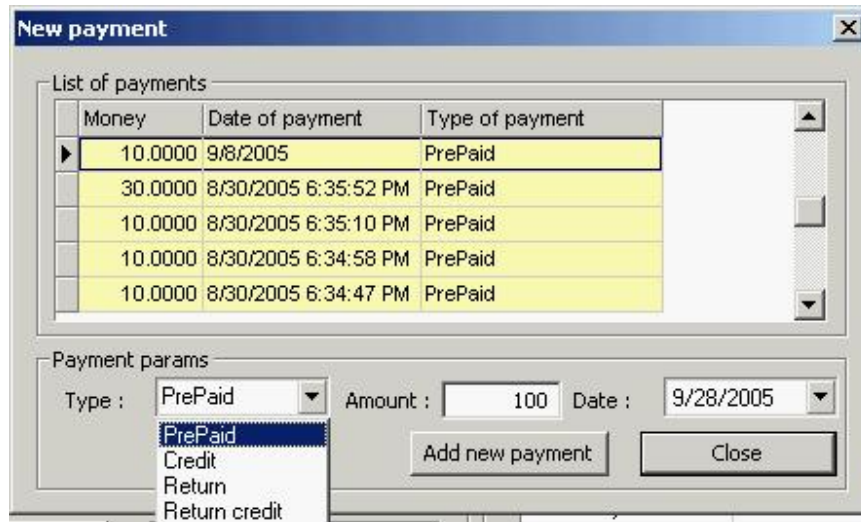 New payment
List of payments
Money Date of payment Type of payment
10.0000 9/8/2005 PrePaid
30.0000 8/30/2005 6:35:52 PM PrePaid
10.0000 8/30/2005 6:35:10 PM PrePaid
10.0000 8/30/2005 6:34:58 PM PrePaid
10.0000 8/30/2005 6:34:47 PM PrePaid
Payment params
Type : PrePaid Amount : 100 Date : 9/28/2005
PrePaid
Credit
Return
Return credit
Add new payment Close